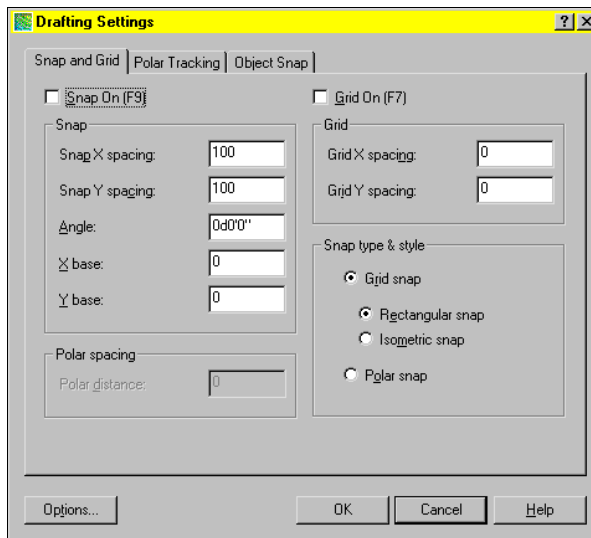 Drafting Settings
Snap and Grid
Polar Tracking
Object Snap
Snap On (F9)
Grid On (F7)
Snap
Snap X spacing: 100
Snap Y spacing: 100
Angle: 0d0'0"
X base: 0
Y base: 0
Grid
Grid X spacing: 0
Grid Y spacing: 0
Snap type & style
Grid snap
Rectangular snap
Isometric snap
Polar snap
Polar spacing
Polar distance: 0
Options...
OK
Cancel
Help